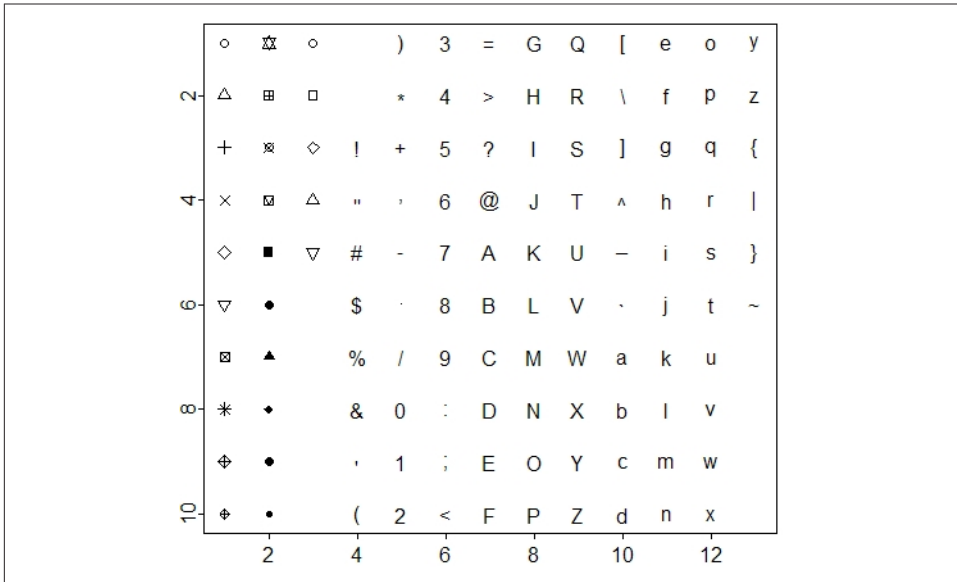 ) 3 = G Q [ e o y
2 * 4 > H R \ f p z
! + 5 ? I S ] g q {
4 " , 6 @ J T ^ h r |
# - 7 A K U _ i s }
6 $ . 8 B L V ` j t ~
% / 9 C M W a k u
8 & 0 : D N X b l v
' 1 ; E O Y c m w
10 ( 2 < F P Z d n x
2 4 6 8 10 12